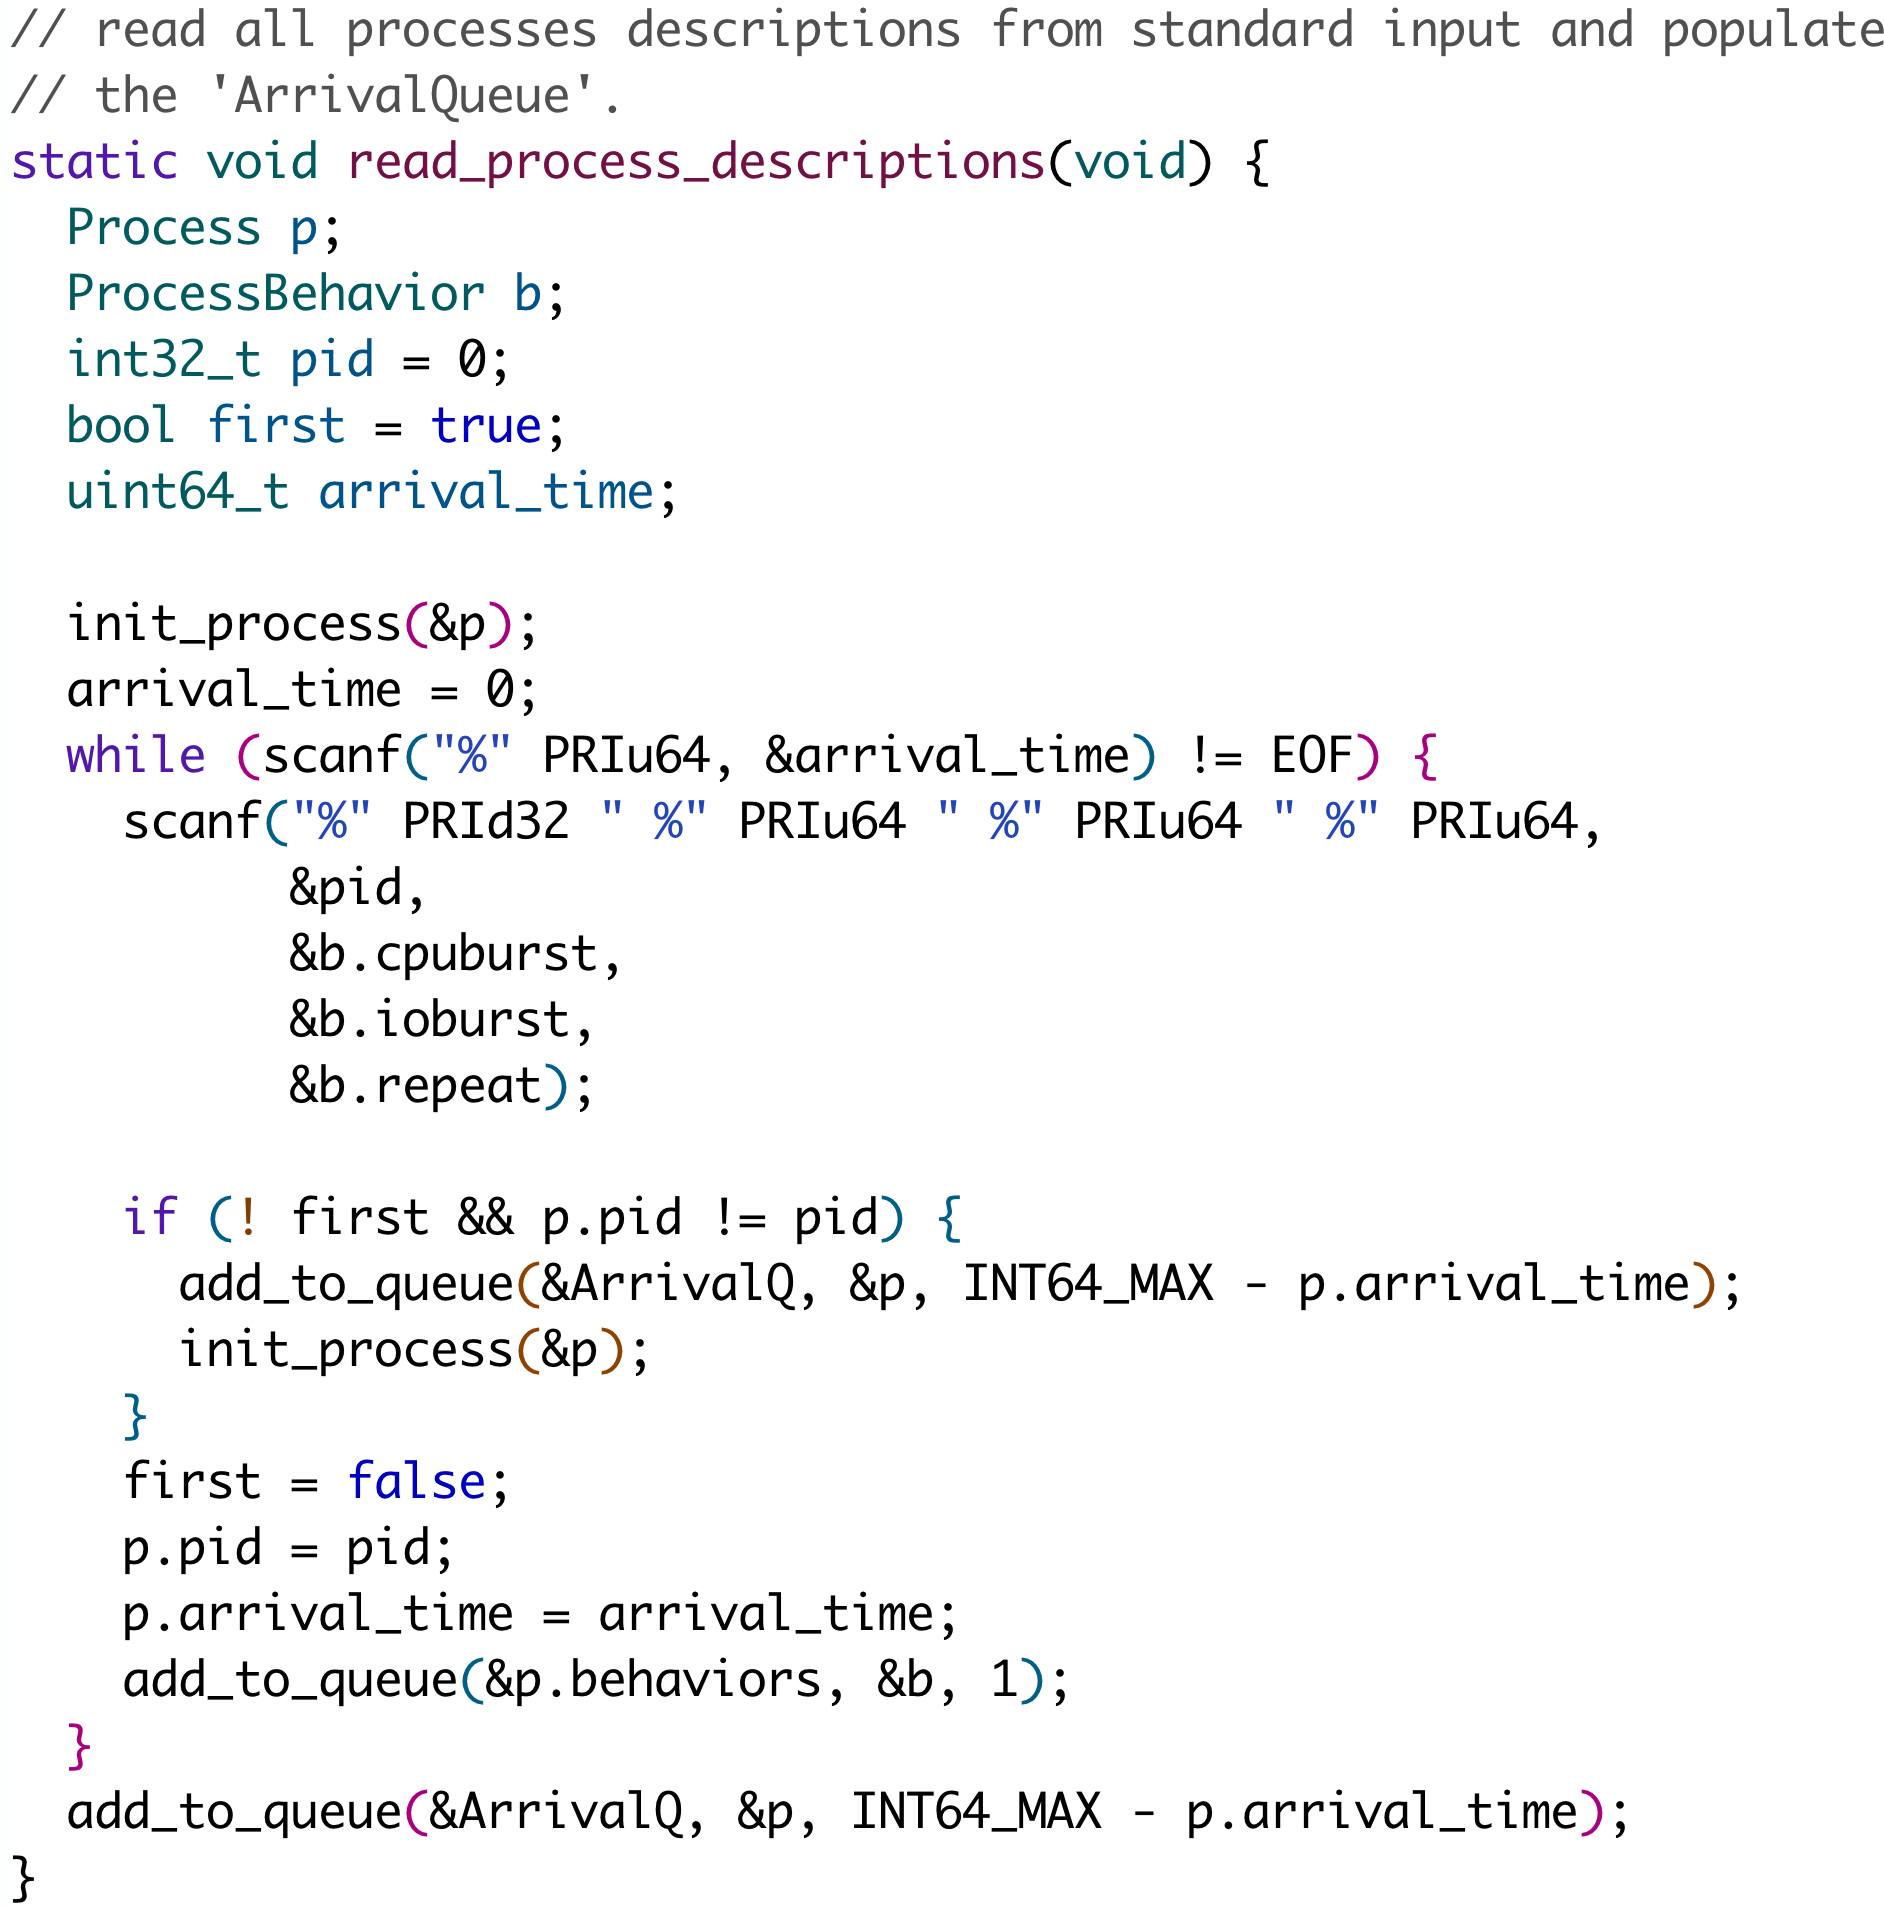 // read all processes descriptions from standard input and populate
// the 'ArrivalQueue'.
static void read_process_descriptions(void) {
  Process p;
  ProcessBehavior b;
  int32_t pid = 0;
  bool first = true;
  uint64_t arrival_time;

  init_process(&p);
  arrival_time = 0;
  while (scanf("%" PRIu64, &arrival_time) != EOF) {
    scanf("%" PRId32 " %" PRIu64 " %" PRIu64 " %" PRIu64,
          &pid,
          &b.cpuburst,
          &b.ioburst,
          &b.repeat);

    if (! first && p.pid != pid) {
      add_to_queue(&ArrivalQ, &p, INT64_MAX - p.arrival_time);
      init_process(&p);
    }
    first = false;
    p.pid = pid;
    p.arrival_time = arrival_time;
    add_to_queue(&p.behaviors, &b, 1);
  }
  add_to_queue(&ArrivalQ, &p, INT64_MAX - p.arrival_time);
}